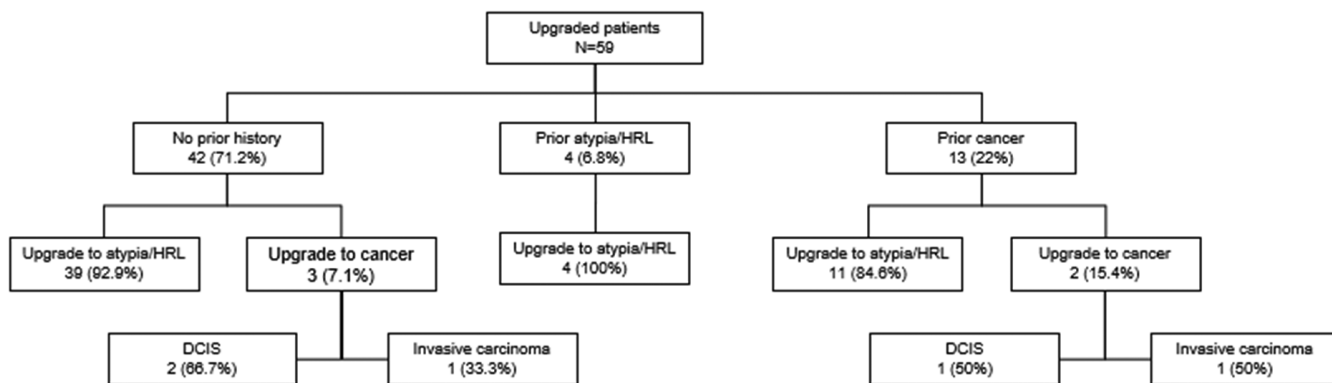 Upgraded patients
N=59
No prior history
42 (71.2%)
Prior atypia/HRL
4 (6.8%)
Prior cancer
13 (22%)
Upgrade to atypia/HRL
39 (92.9%)
Upgrade to cancer
3 (7.1%)
Upgrade to atypia/HRL
4 (100%)
Upgrade to atypia/HRL
11 (84.6%)
Upgrade to cancer
2 (15.4%)
DCIS
2 (66.7%)
Invasive carcinoma
1 (33.3%)
DCIS
1 (50%)
Invasive carcinoma
1 (50%)